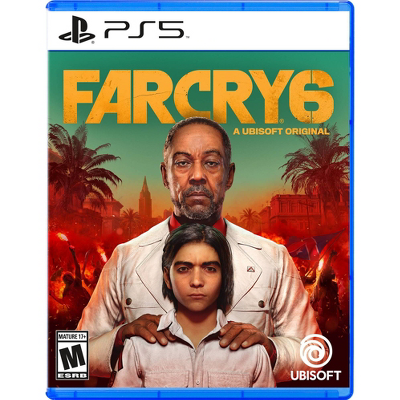 PS5
FARCRY6
A UBISOFT ORIGINAL
MATURE 17+
M
ESRB
UBISOFT